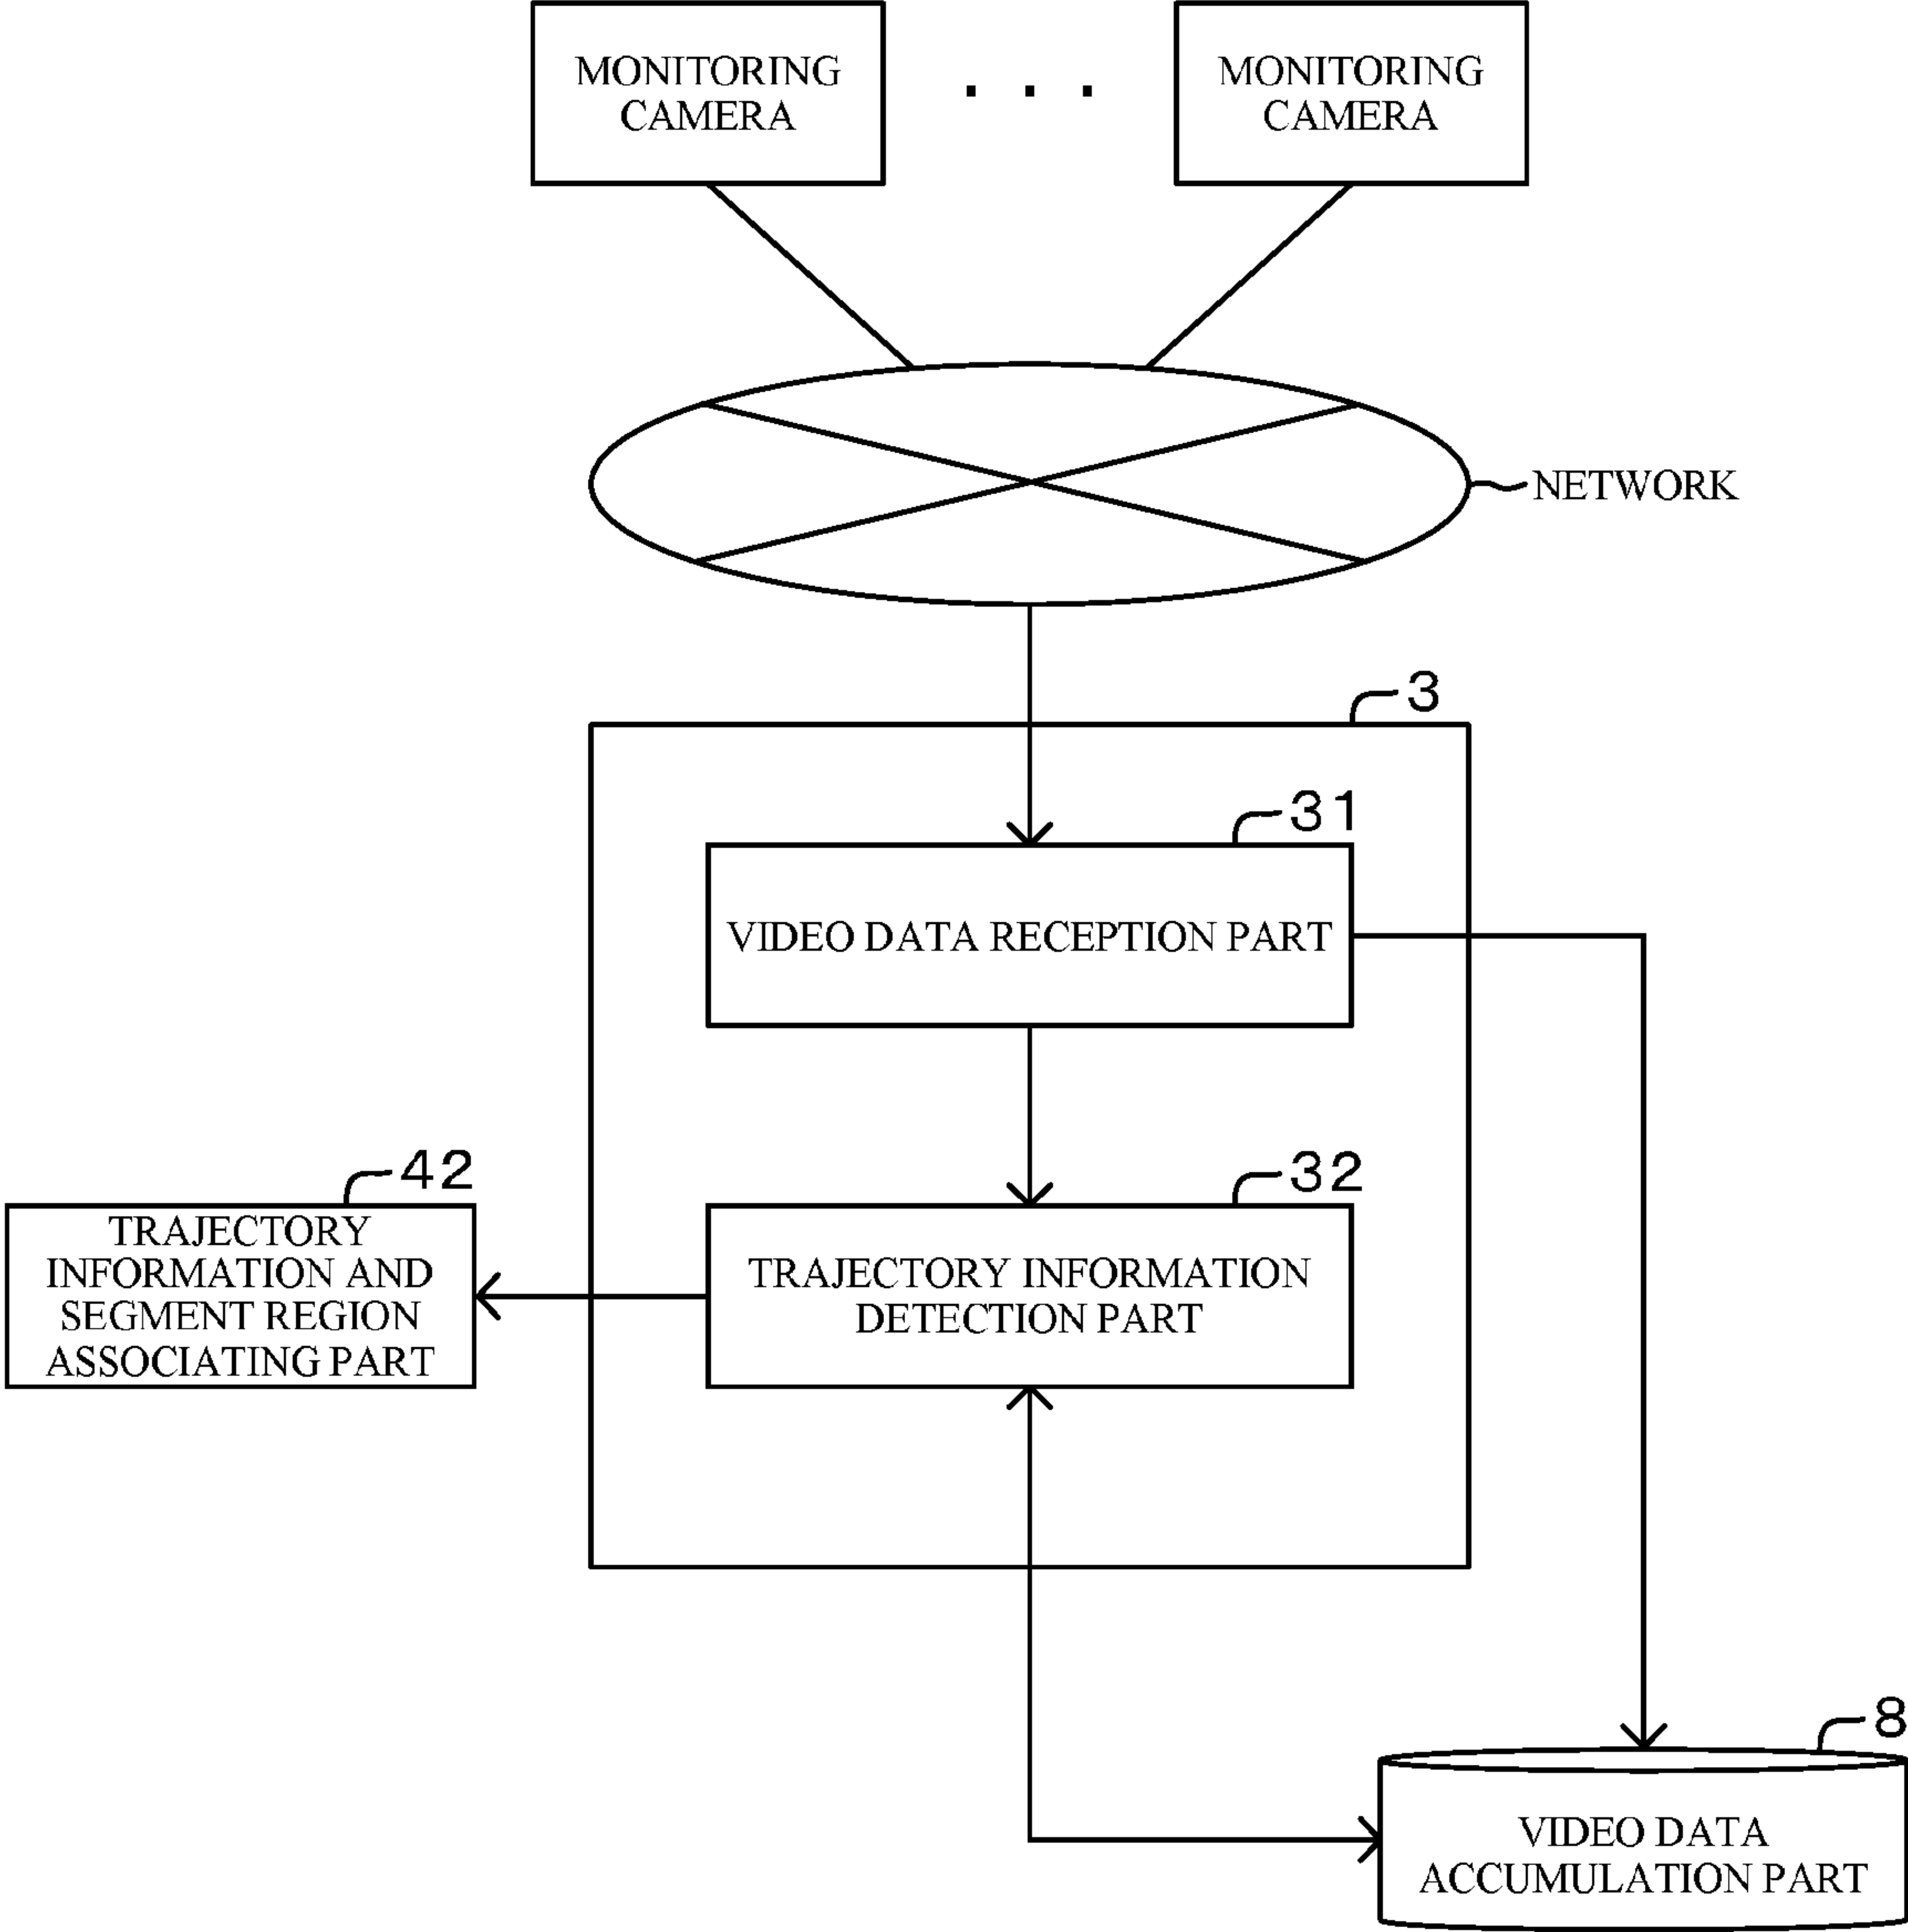 MONITORING
CAMERA
. . .
MONITORING
CAMERA
NETWORK
3
31
VIDEO DATA RECEPTION PART
42
TRAJECTORY
INFORMATION AND
SEGMENT REGION
ASSOCIATING PART
32
TRAJECTORY INFORMATION
DETECTION PART
8
VIDEO DATA
ACCUMULATION PART